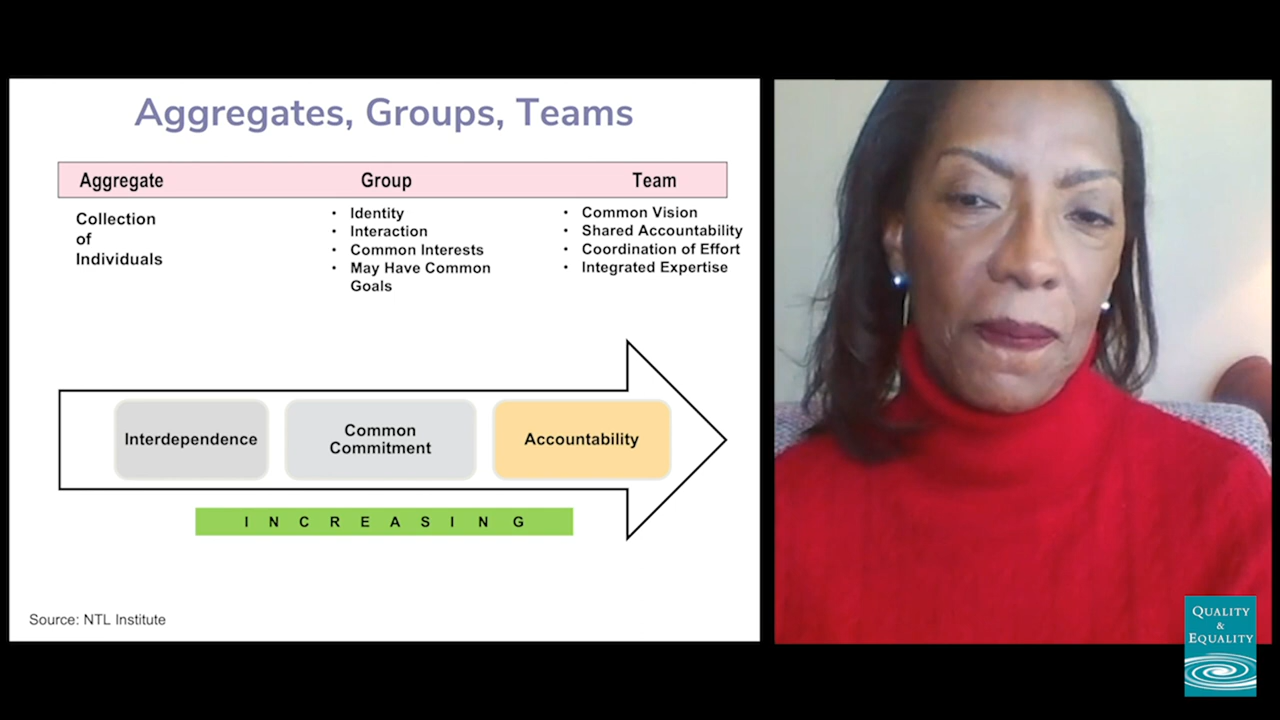 Aggregates, Groups, Teams
Aggregate Group Team
Collection
of
Individuals
• Identity
• Interaction
• Common Interests
• May Have Common
Goals
• Common Vision
• Shared Accountability
• Coordination of Effort
• Integrated Expertise
Interdependence
Common
Commitment
Accountability
I N C R E A S I N G
Source: NTL Institute
QUALITY
&
EQUALITY